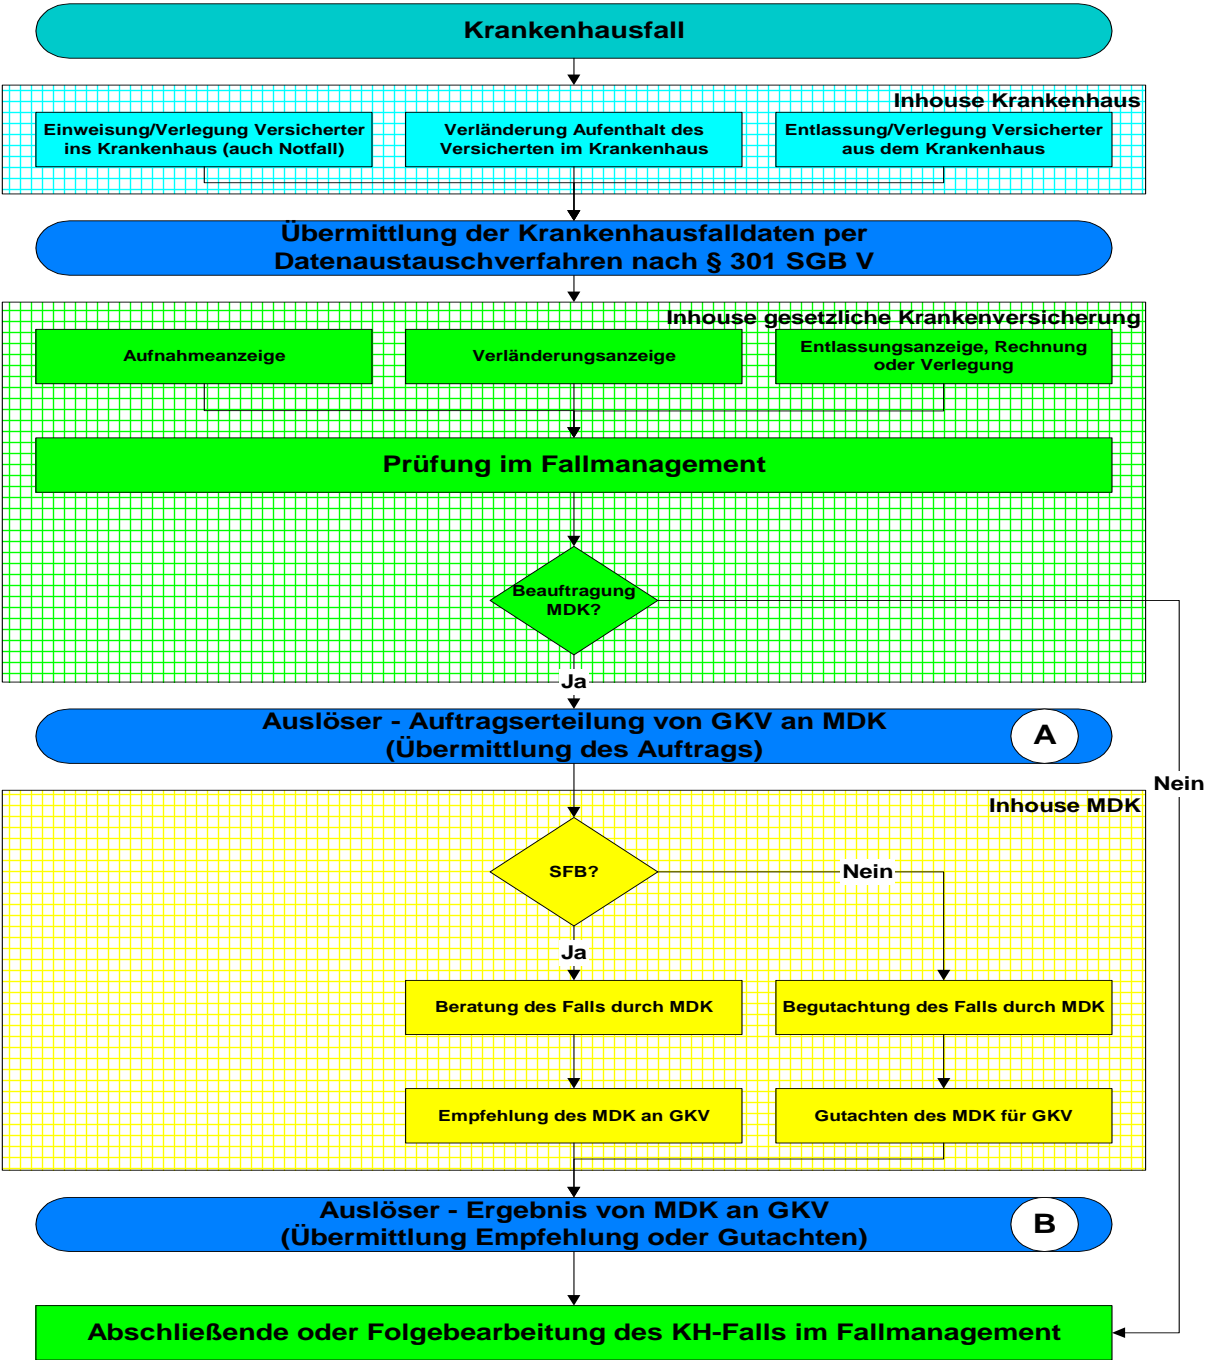 Krankenhausfall
Inhouse Krankenhaus
Einweisung/Verlegung Versicherter
ins Krankenhaus (auch Notfall)
Verländerung Aufenthalt des
Versicherten im Krankenhaus
Entlassung/Verlegung Versicherter
aus dem Krankenhaus
Übermittlung der Krankenhausfalldaten per
Datenaustauschverfahren nach § 301 SGB V
Inhouse gesetzliche Krankenversicherung
Aufnahmeanzeige
Verländerungsanzeige
Entlassungsanzeige, Rechnung
oder Verlegung
Prüfung im Fallmanagement
Beauftragung
MDK?
Ja
Auslöser - Auftragserteilung von GKV an MDK
(Übermittlung des Auftrags)
A
Nein
Inhouse MDK
SFB?
Nein
Ja
Beratung des Falls durch MDK
Begutachtung des Falls durch MDK
Empfehlung des MDK an GKV
Gutachten des MDK für GKV
Auslöser - Ergebnis von MDK an GKV
(Übermittlung Empfehlung oder Gutachten)
B
Abschließende oder Folgebearbeitung des KH-Falls im Fallmanagement